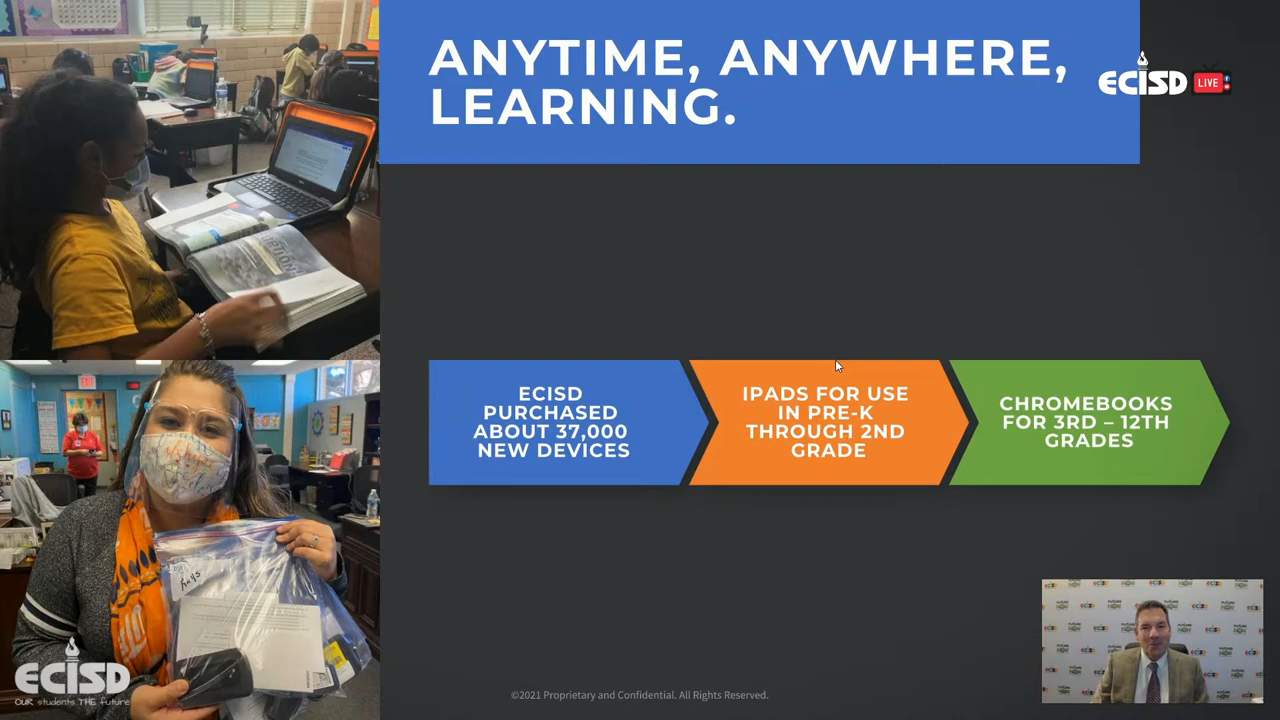 ANYTIME, ANYWHERE,
LEARNING.
ECISD LIVE
ECISD
PURCHASED
ABOUT 37,000
NEW DEVICES
IPADS FOR USE
IN PRE-K
THROUGH 2ND
GRADE
CHROMEBOOKS
FOR 3RD – 12TH
GRADES
ECISD
OUR students THE future
©2021 Proprietary and Confidential. All Rights Reserved.